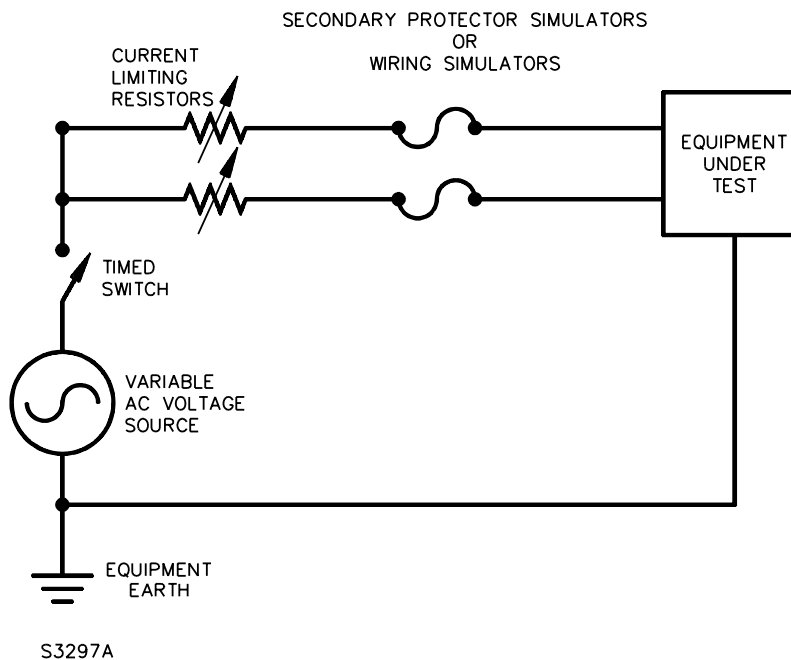 SECONDARY PROTECTOR SIMULATORS
OR
WIRING SIMULATORS
CURRENT
LIMITING
RESISTORS
EQUIPMENT
UNDER
TEST
TIMED
SWITCH
VARIABLE
AC VOLTAGE
SOURCE
EQUIPMENT
EARTH
S3297A